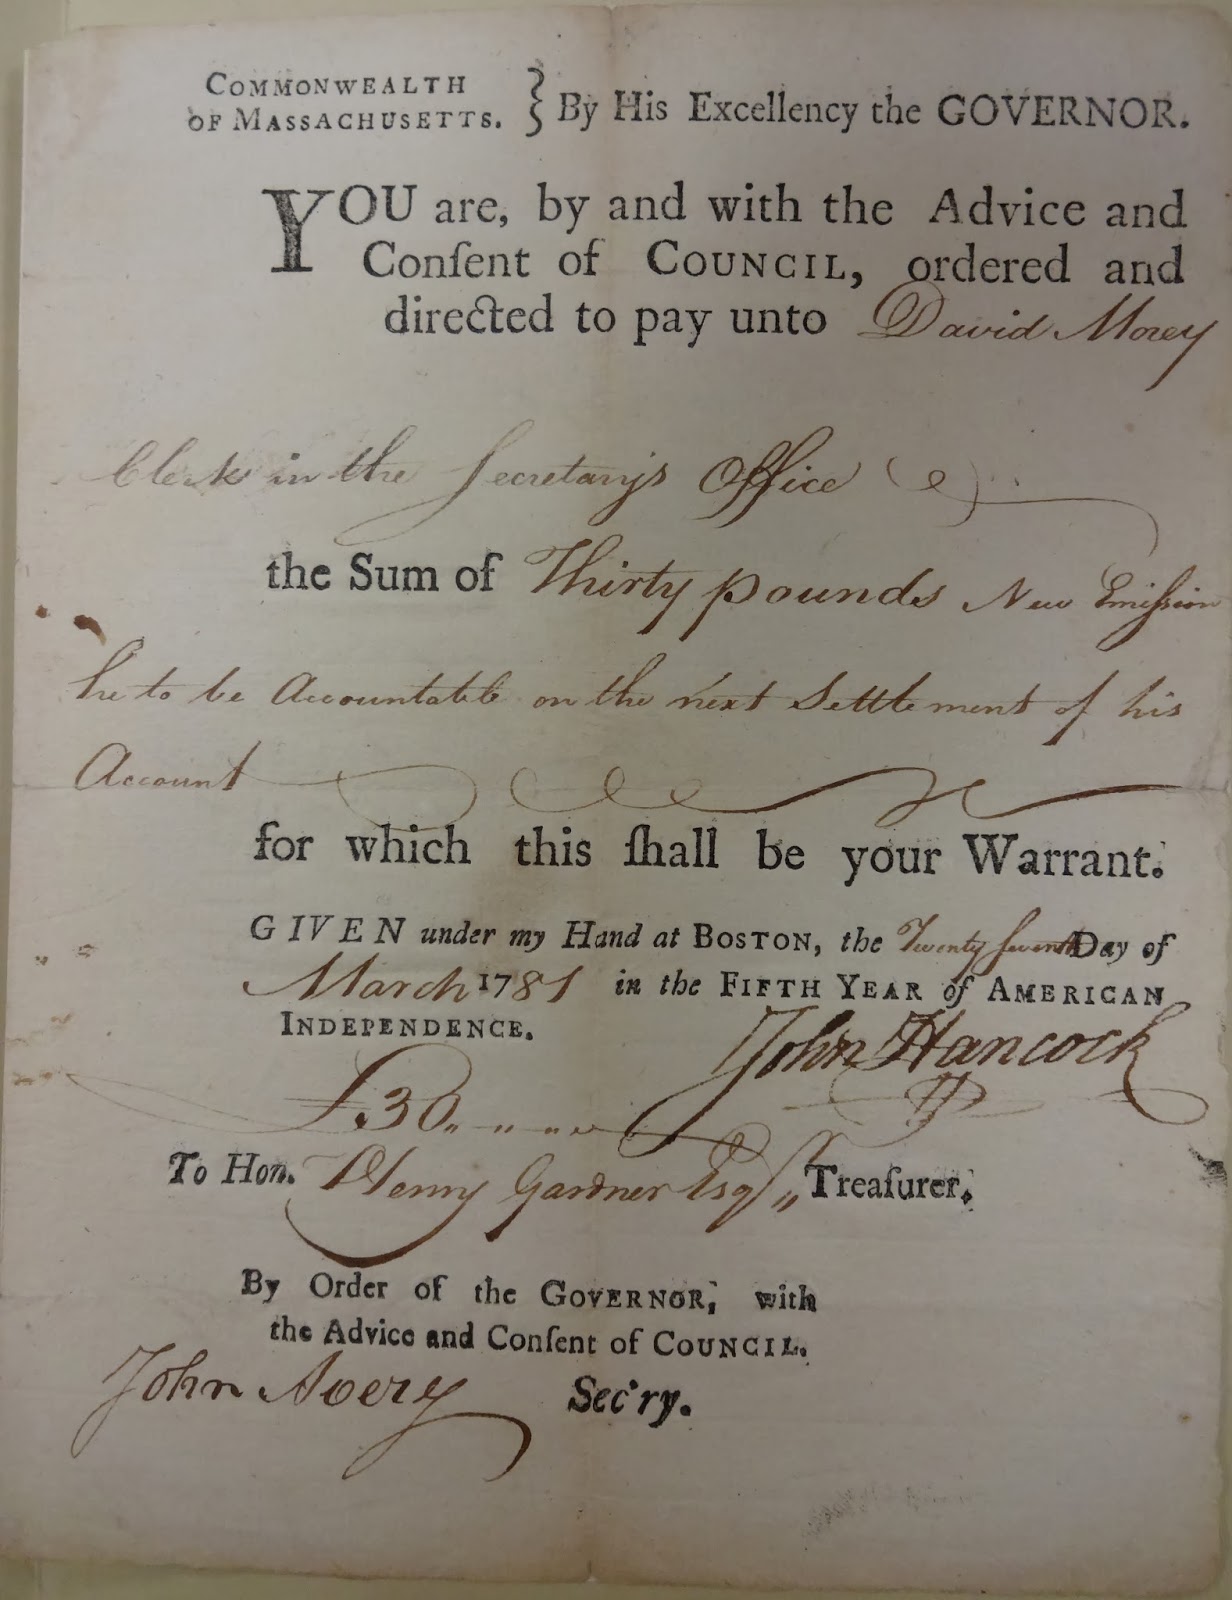 COMMONWEALTH
OF MASSACHUSETTS. } By His Excellency the GOVERNOR.
YOU are, by and with the Advice and
Conſent of COUNCIL, ordered and
directed to pay unto David Morey
Clerk in the Secretary's Office
the Sum of Thirty pounds New Emiſsion
he to be Accountable on the next Settlement of his
Account
for which this ſhall be your Warrant.
GIVEN under my Hand at BOSTON, the Twenty Seventh Day of
March 1781 in the FIFTH YEAR of AMERICAN
INDEPENDENCE.
John Hancock
£.30.
To Hon. Henry Gardner Esqr Treaſurer.
By Order of the GOVERNOR, with
the Advice and Conſent of COUNCIL.
John Avery Sec'ry.